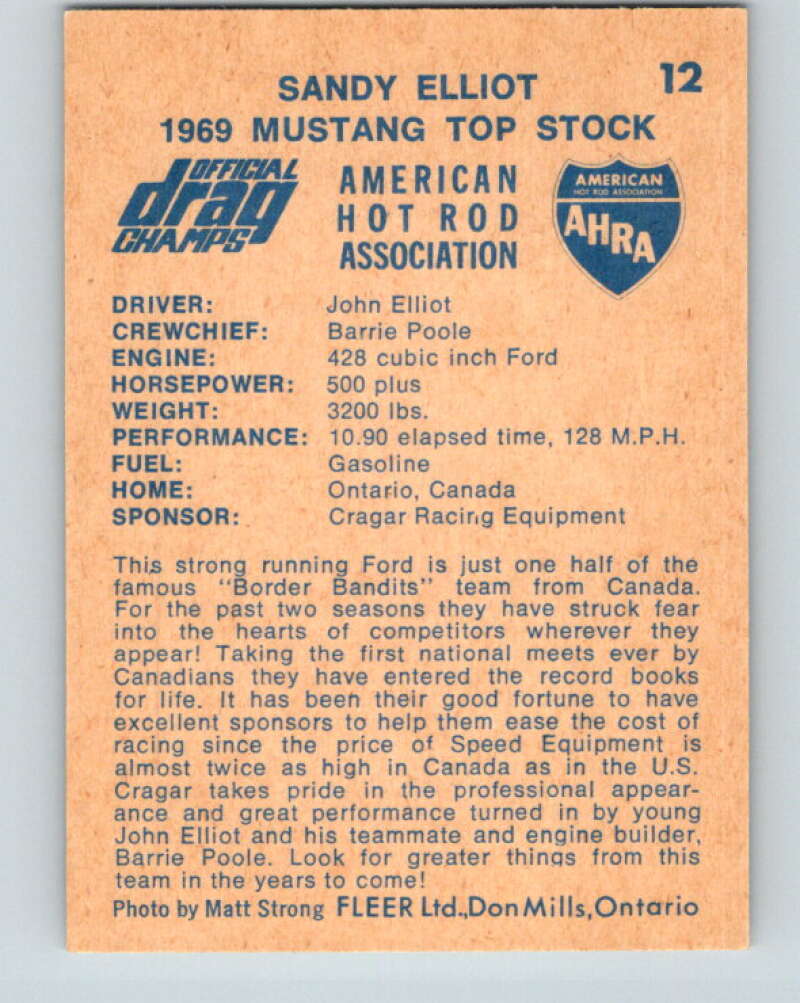 12
SANDY ELLIOT
1969 MUSTANG TOP STOCK
OFFICIAL
drag
CHAMPS
AMERICAN
HOT ROD
ASSOCIATION
AMERICAN
HOT ROD ASSOCIATION
AHRA
DRIVER: John Elliot
CREWCHIEF: Barrie Poole
ENGINE: 428 cubic inch Ford
HORSEPOWER: 500 plus
WEIGHT: 3200 lbs.
PERFORMANCE: 10.90 elapsed time, 128 M.P.H.
FUEL: Gasoline
HOME: Ontario, Canada
SPONSOR: Cragar Racing Equipment
This strong running Ford is just one half of the
famous "Border Bandits" team from Canada.
For the past two seasons they have struck fear
into the hearts of competitors wherever they
appear! Taking the first national meets ever by
Canadians they have entered the record books
for life. It has been their good fortune to have
excellent sponsors to help them ease the cost of
racing since the price of Speed Equipment is
almost twice as high in Canada as in the U.S.
Cragar takes pride in the professional appear-
ance and great performance turned in by young
John Elliot and his teammate and engine builder,
Barrie Poole. Look for greater things from this
team in the years to come!
Photo by Matt Strong FLEER Ltd., Don Mills, Ontario